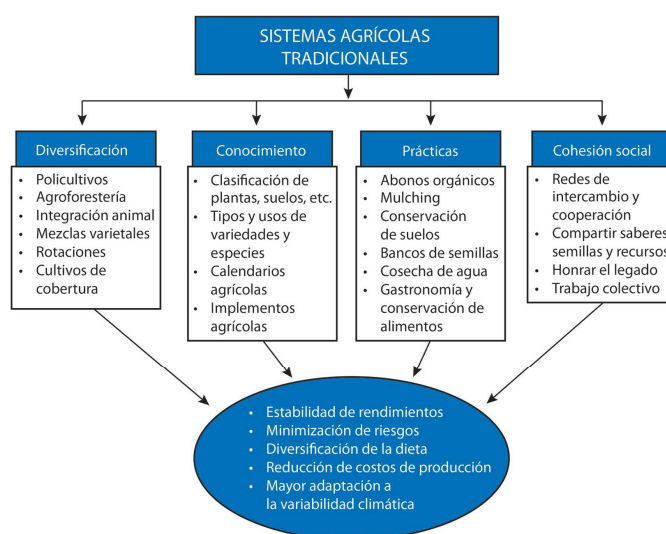 SISTEMAS AGRÍCOLAS
TRADICIONALES
Diversificación
• Policultivos
• Agroforestería
• Integración animal
• Mezclas varietales
• Rotaciones
• Cultivos de
cobertura
Conocimiento
• Clasificación de
plantas, suelos, etc.
• Tipos y usos de
variedades y
especies
• Calendarios
agrícolas
• Implementos
agrícolas
Prácticas
• Abonos orgánicos
• Mulching
• Conservación
de suelos
• Bancos de semillas
• Cosecha de agua
• Gastronomía y
conservación de
alimentos
Cohesión social
• Redes de
intercambio y
cooperación
• Compartir saberes,
semillas y recursos
• Honrar el legado
• Trabajo colectivo
• Estabilidad de rendimientos
• Minimización de riesgos
• Diversificación de la dieta
• Reducción de costos de producción
• Mayor adaptación a
la variabilidad climática